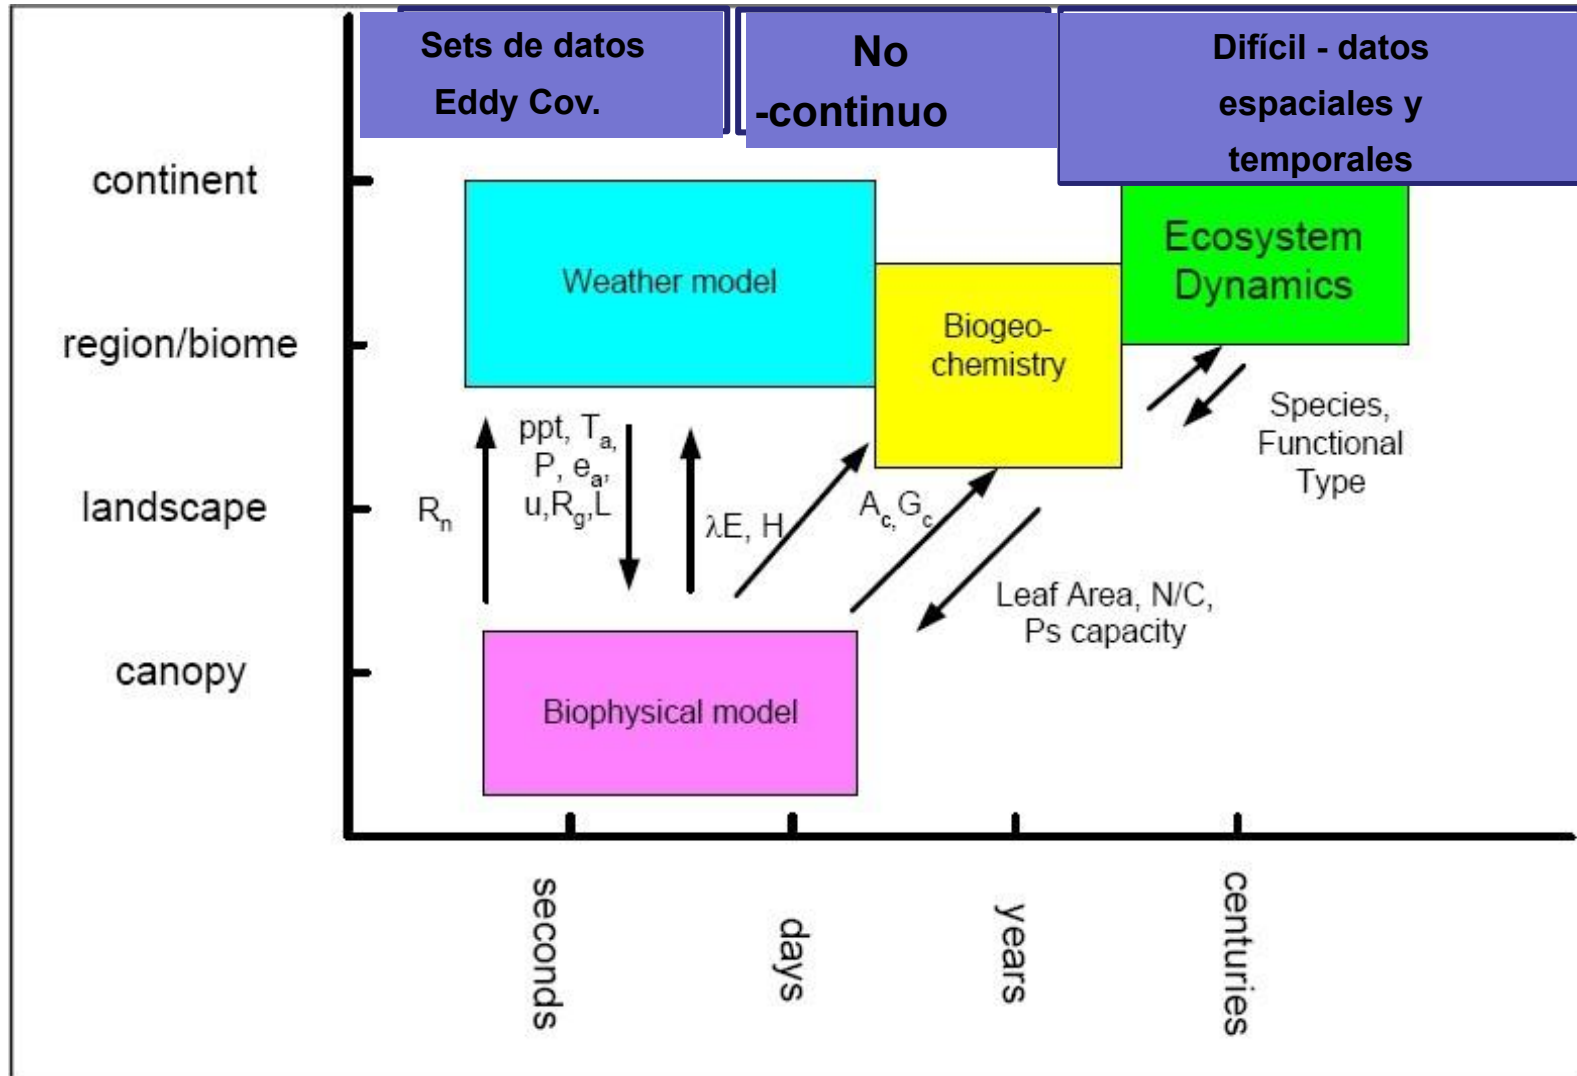 Sets de datos
Eddy Cov.
No
-continuo
Difícil - datos
espaciales y
temporales
continent
region/biome
landscape
canopy
Weather model
Biogeo-
chemistry
Ecosystem
Dynamics
Rn
ppt, Ta,
P, ea,
u,Rg,L
λE, H
Ac,Gc
Species,
Functional
Type
Leaf Area, N/C,
Ps capacity
Biophysical model
seconds
days
years
centuries